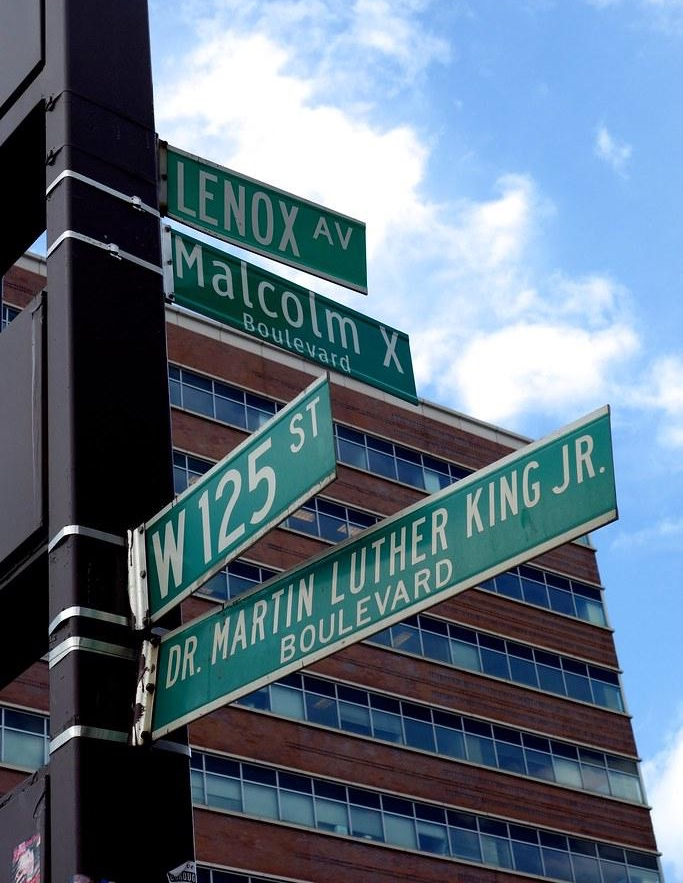 LENOX AV
Malcolm X
Boulevard
W 125 ST
DR. MARTIN LUTHER KING JR.
BOULEVARD